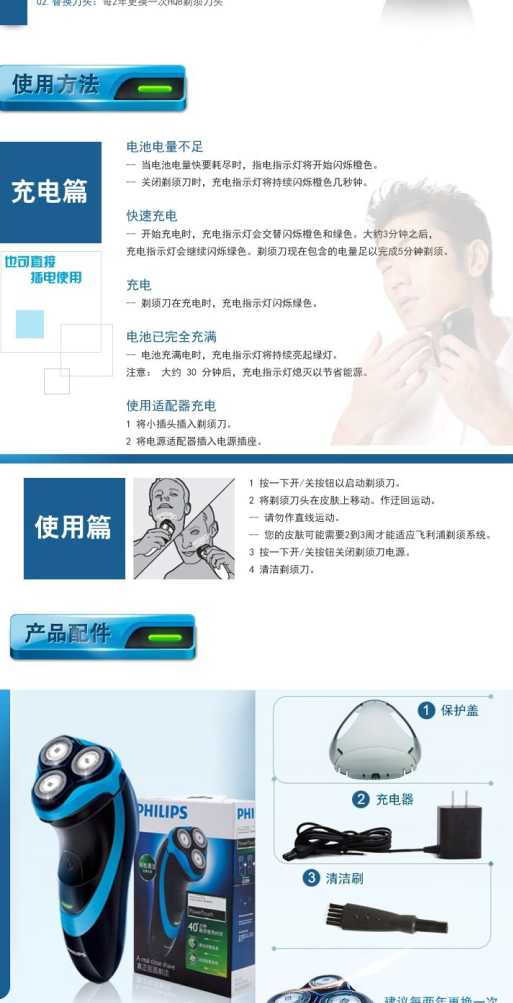 02.替换刀头：每2年更换一次HQ8剃须刀头
使用方法
充电篇
也可直接
插电使用
电池电量不足
一 当电池电量快要耗尽时，指电指示灯将开始闪烁橙色。
一 关闭剃须刀时，充电指示灯将持续闪烁橙色几秒钟。
快速充电
一 开始充电时，充电指示灯会交替闪烁橙色和绿色。大约3分钟之后，
充电指示灯会继续闪烁绿色。剃须刀现在包含的电量足以完成5分钟剃须。
充电
一 剃须刀在充电时，充电指示灯闪烁绿色。
电池已完全充满
一 电池充满电时，充电指示灯将持续亮起绿灯。
注意： 大约 30 分钟后，充电指示灯熄灭以节省能源。
使用适配器充电
1 将小插头插入剃须刀。
2 将电源适配器插入电源插座。
使用篇
1 按一下开/关按钮以启动剃须刀。
2 将剃须刀头在皮肤上移动。作迂回运动。
一 请勿作直线运动。
一 您的皮肤可能需要2到3周才能适应飞利浦剃须系统。
3 按一下开/关按钮关闭剃须刀电源。
4 清洁剃须刀。
产品配件
1 保护盖
2 充电器
3 清洁刷
PHILIPS
PHI
PowerTouch
40
A real close shave
PHILIPS
建议每两年更换一次